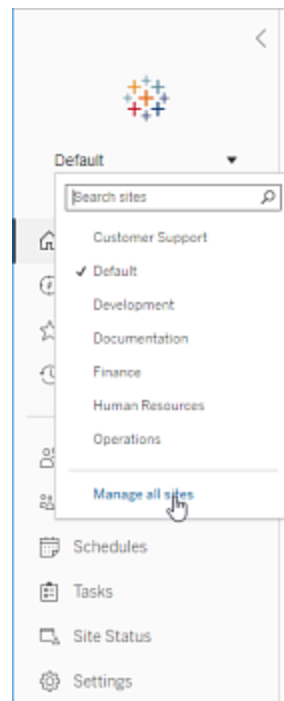 Default
Search sites
Customer Support
Default
Development
Documentation
Finance
Human Resources
Operations
Manage all sites
Schedules
Tasks
Site Status
Settings